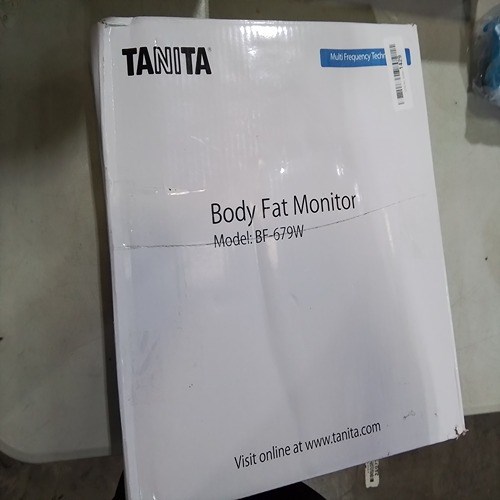 TANITA
Multi Frequency
Body Fat Monitor
Model: BF-679W
Visit online at www.tanita.com